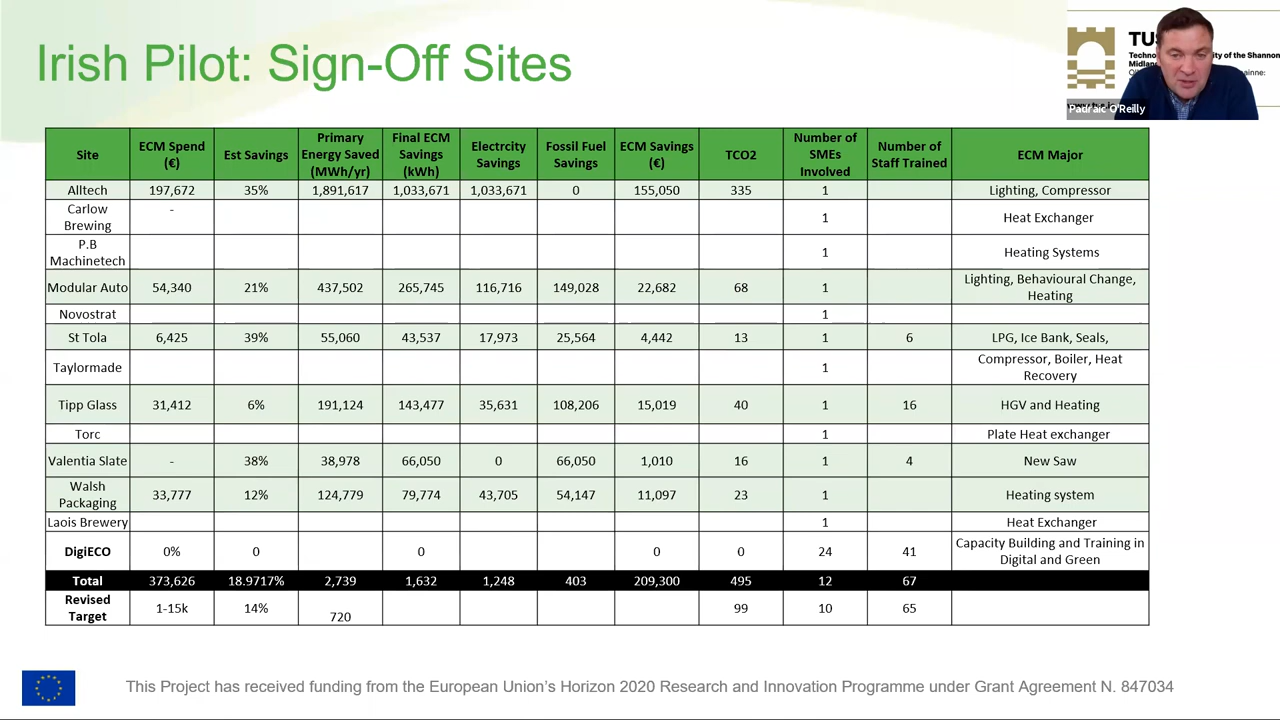 Irish Pilot: Sign-Off Sites
TUS
Techno ity of the Shannon:
Midlan
Padraic O'Reilly
Site ECM Spend (€) Est Savings Primary Energy Saved (MWh/yr) Final ECM Savings (kWh) Electrcity Savings Fossil Fuel Savings ECM Savings (€) TCO2 Number of SMEs Involved Number of Staff Trained ECM Major
Alltech 197,672 35% 1,891,617 1,033,671 1,033,671 0 155,050 335 1 Lighting, Compressor
Carlow Brewing - 1 Heat Exchanger
P.B Machinetech 1 Heating Systems
Modular Auto 54,340 21% 437,502 265,745 116,716 149,028 22,682 68 1 Lighting, Behavioural Change, Heating
Novostrat 1
St Tola 6,425 39% 55,060 43,537 17,973 25,564 4,442 13 1 6 LPG, Ice Bank, Seals,
Taylormade 1 Compressor, Boiler, Heat Recovery
Tipp Glass 31,412 6% 191,124 143,477 35,631 108,206 15,019 40 1 16 HGV and Heating
Torc 1 Plate Heat exchanger
Valentia Slate - 38% 38,978 66,050 0 66,050 1,010 16 1 4 New Saw
Walsh Packaging 33,777 12% 124,779 79,774 43,705 54,147 11,097 23 1 Heating system
Laois Brewery 1 Heat Exchanger
DigiECO 0% 0 0 0 0 24 41 Capacity Building and Training in Digital and Green
Total 373,626 18.9717% 2,739 1,632 1,248 403 209,300 495 12 67
Revised Target 1-15k 14% 720 99 10 65
This Project has received funding from the European Union's Horizon 2020 Research and Innovation Programme under Grant Agreement N. 847034